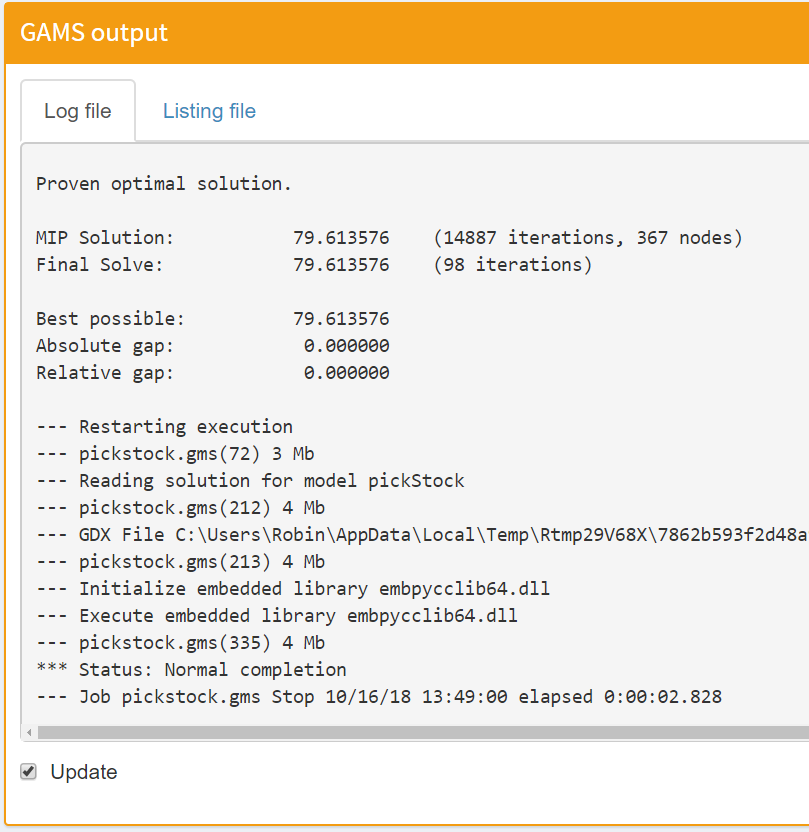 GAMS output
Log file Listing file
Proven optimal solution.
MIP Solution: 79.613576 (14887 iterations, 367 nodes)
Final Solve: 79.613576 (98 iterations)
Best possible: 79.613576
Absolute gap: 0.000000
Relative gap: 0.000000
--- Restarting execution
--- pickstock.gms(72) 3 Mb
--- Reading solution for model pickStock
--- pickstock.gms(212) 4 Mb
--- GDX File C:\Users\Robin\AppData\Local\Temp\Rtmp29V68X\7862b593f2d48a
--- pickstock.gms(213) 4 Mb
--- Initialize embedded library embpycclib64.dll
--- Execute embedded library embpycclib64.dll
--- pickstock.gms(335) 4 Mb
*** Status: Normal completion
--- Job pickstock.gms Stop 10/16/18 13:49:00 elapsed 0:00:02.828
Update